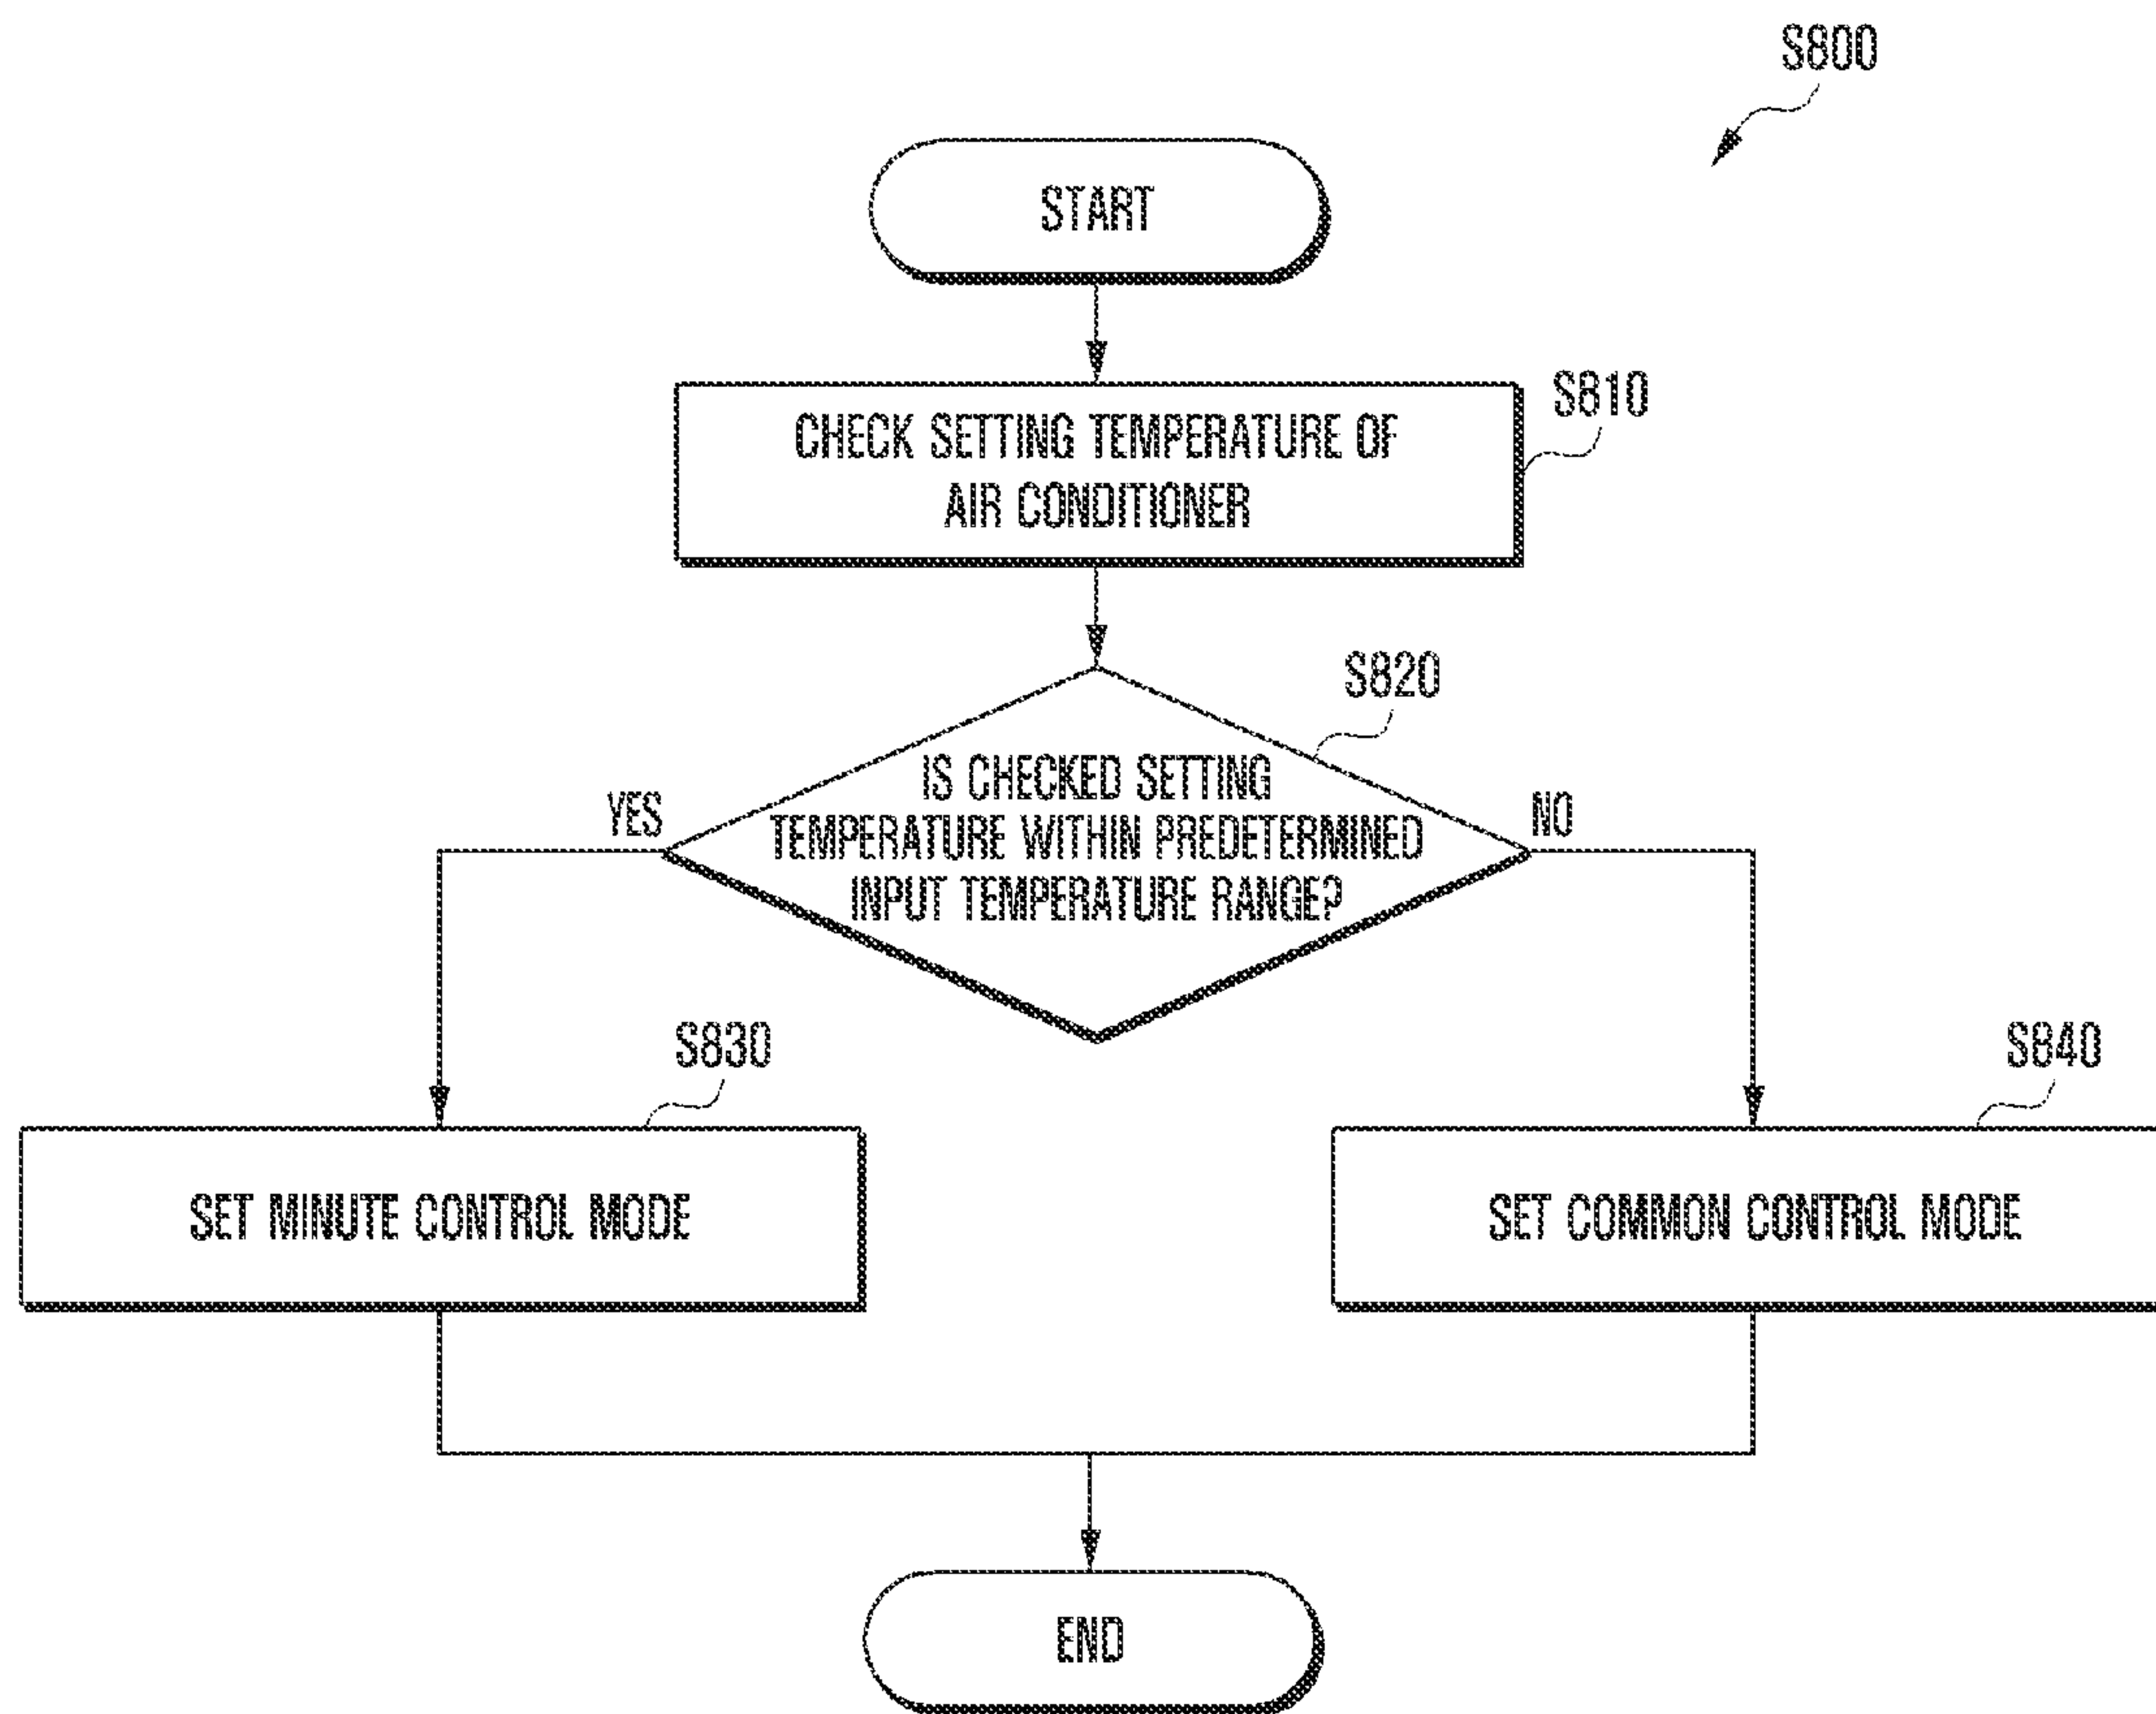 S800
START
S810
CHECK SETTING TEMPERATURE OF
AIR CONDITIONER
S820
IS CHECKED SETTING
TEMPERATURE WITHIN PREDETERMINED
INPUT TEMPERATURE RANGE?
YES
NO
S830
S840
SET MINUTE CONTROL MODE
SET COMMON CONTROL MODE
END